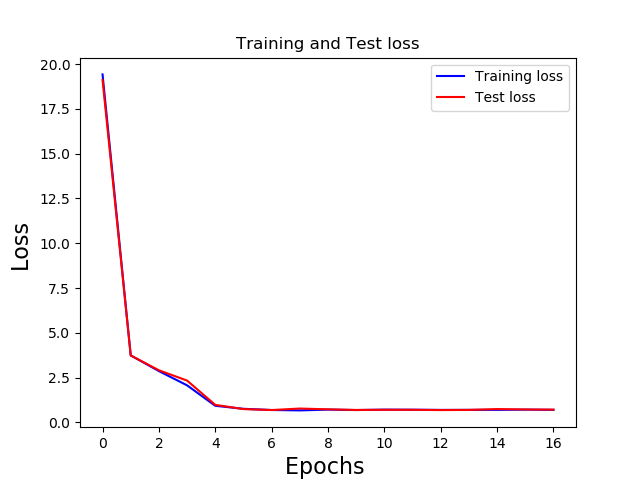 Training and Test loss
Training loss
Test loss
20.0
17.5
15.0
12.5
10.0
7.5
5.0
2.5
0.0
Loss
0 2 4 6 8 10 12 14 16
Epochs